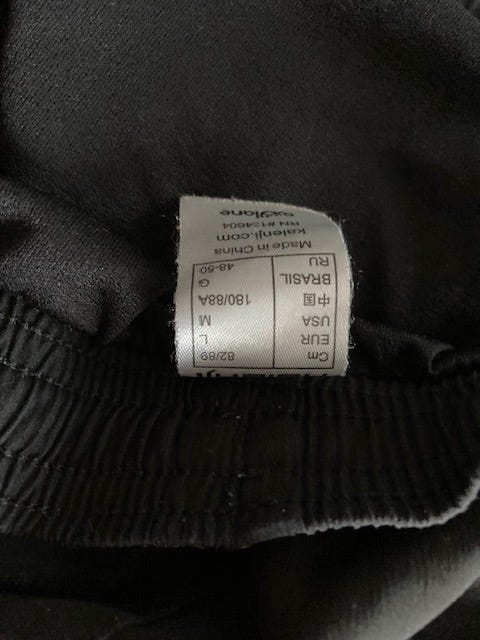 Cm 82/89
EUR L
USA M
中国 180/88A
BRASIL G
RU 48-50
Made in China
kalenji.com
RN #134604
oxylane